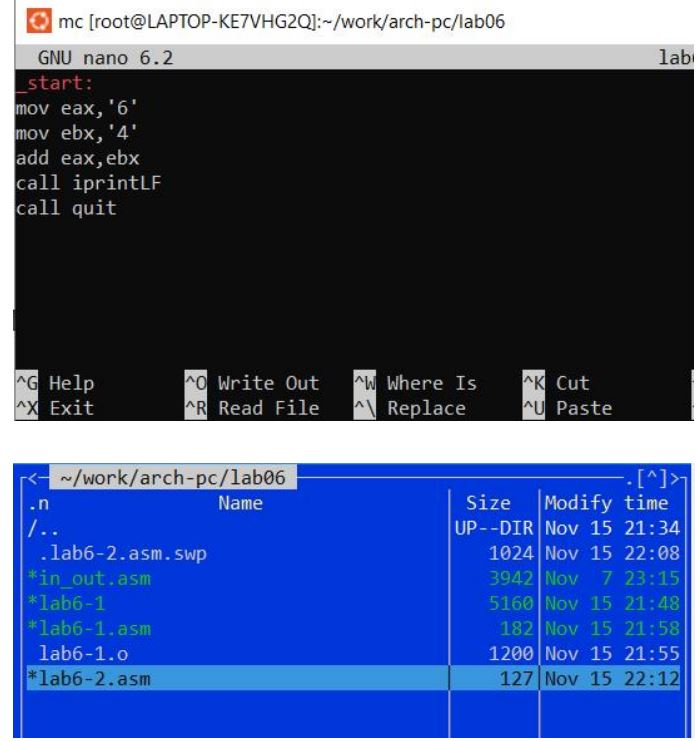 mc [root@LAPTOP-KE7VHG2Q]:~/work/arch-pc/lab06
GNU nano 6.2 lab
_start:
mov eax,'6'
mov ebx,'4'
add eax,ebx
call iprintLF
call quit
^G Help ^O Write Out ^W Where Is ^K Cut
^X Exit ^R Read File ^\ Replace ^U Paste
<- ~/work/arch-pc/lab06 .[^]>
.n Name Size Modify time
/.. UP--DIR Nov 15 21:34
.lab6-2.asm.swp 1024 Nov 15 22:08
*in_out.asm 3942 Nov 7 23:15
*lab6-1 5160 Nov 15 21:48
*lab6-1.asm 182 Nov 15 21:58
lab6-1.o 1200 Nov 15 21:55
*lab6-2.asm 127 Nov 15 22:12